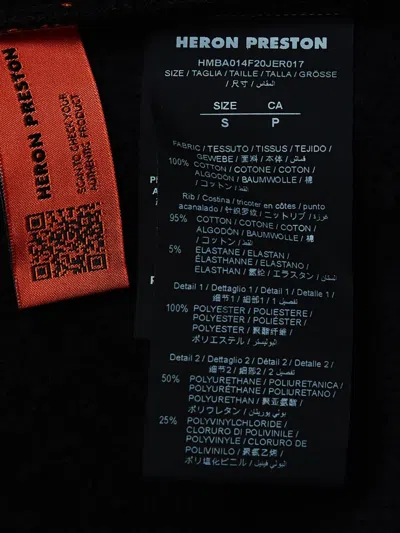 HERON PRESTON
SCAN TO CHECK YOUR
AUTHENTIC PRODUCT
HERON PRESTON
HMBA014F20JER017
SIZE / TAGLIA / TAILLE / TALLA / GRÖSSE
/ 尺寸 / المقاس
SIZE CA
S P
FABRIC / TESSUTO / TISSUS / TEJIDO /
GEWEBE / 面料 / 本体 / قماش
100% COTTON / COTONE / COTON /
ALGODÓN / BAUMWOLLE / 棉
/ コットン / قطن
Rib / Costina / tricoter en côtes / punto
acanalado / 针织罗纹 / ニットリブ / عروة
95% COTTON / COTONE / COTON
ALGODÓN / BAUMWOLLE / 棉
/ コットン / قطن
5% ELASTANE / ELASTAN /
ÉLASTHANNE / ELASTANO /
ELASTHAN / 氨纶 / エラスタン / إلاستان
Detail 1 / Dettaglio 1 / Détail 1 / Detalle 1 /
细节1 / 細部1 / تفصيل 1
100% POLYESTER / POLIESTERE /
POLYESTER / POLIÉSTER /
POLYESTER / 聚酯纤维 /
ポリエステル / البوليستر
Detail 2 / Dettaglio 2 / Détail 2 / Detalle 2 /
细节2 / 細部2 / تفصيل 2
50% POLYURETHANE / POLIURETANICA /
POLYURÉTHANE / POLIURETANO /
POLYURETHAN / 聚亚氨酯 /
ポリウレタン / بولي يوريثان
25% POLYVINYLCHLORIDE /
CLORURO DI POLIVINILE /
POLYVINYLE / CLORURO DE
POLIVINILO / 聚氯乙烯 /
ポリ塩化ビニル / البولي فينيل